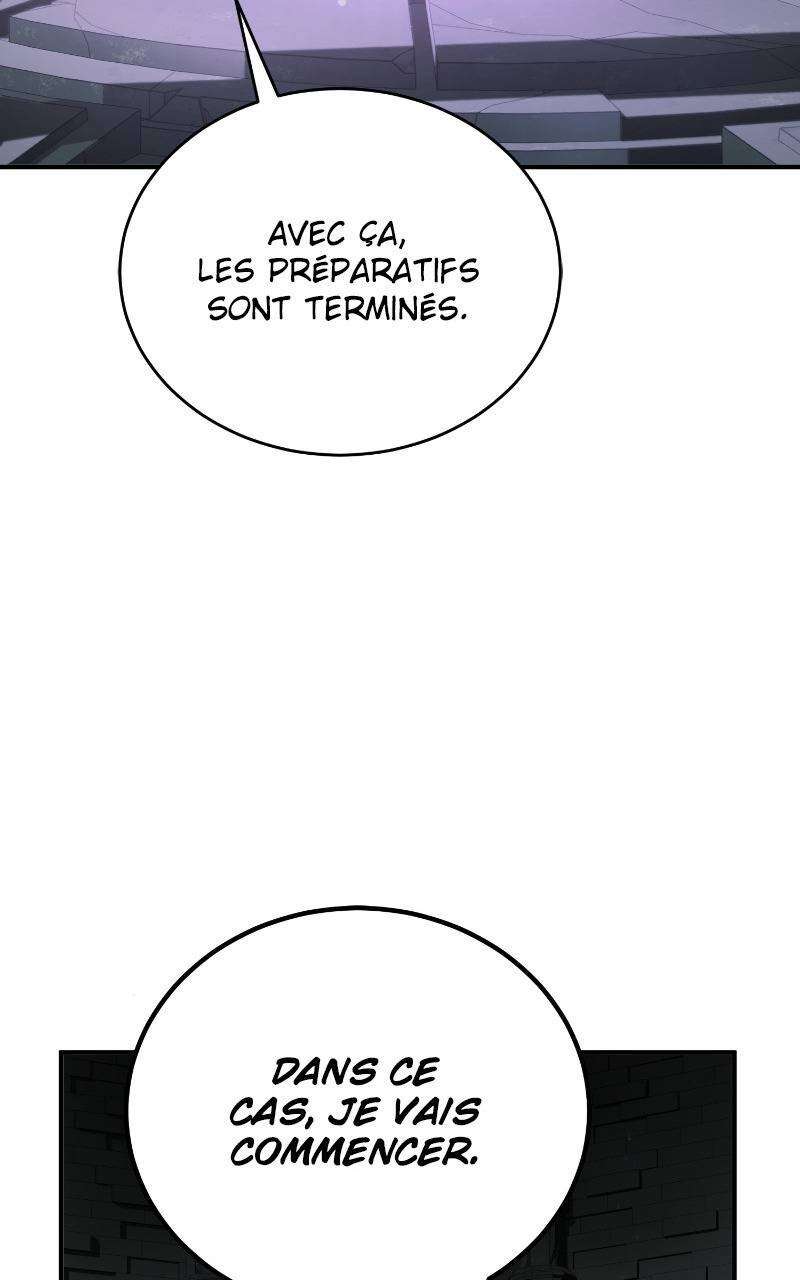 AVEC ÇA,
LES PRÉPARATIFS
SONT TERMINÉS.
DANS CE
CAS, JE VAIS
COMMENCER.